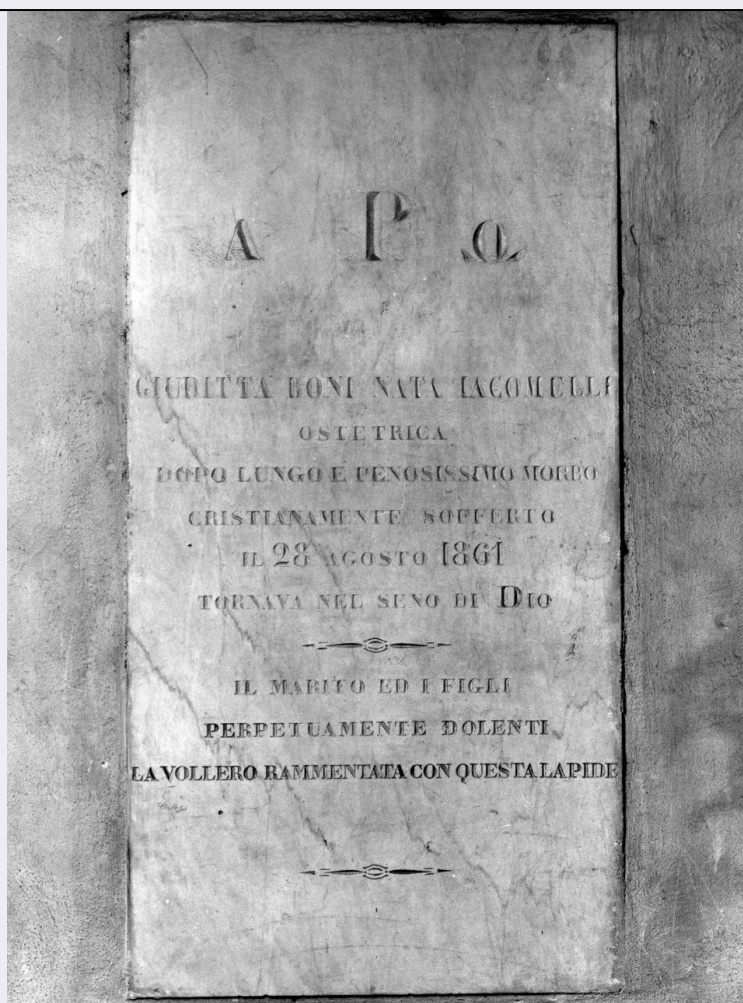 A P Ω
GIUDITTA BONI NATA IACOMELLI
OSTETRICA
DOPO LUNGO E PENOSISSIMO MORBO
CRISTIANAMENTE SOFFERTO
IL 28 AGOSTO 1861
TORNAVA NEL SENO DI DIO
IL MARITO ED I FIGLI
PERPETUAMENTE DOLENTI
LA VOLLERO RAMMENTATA CON QUESTA LAPIDE